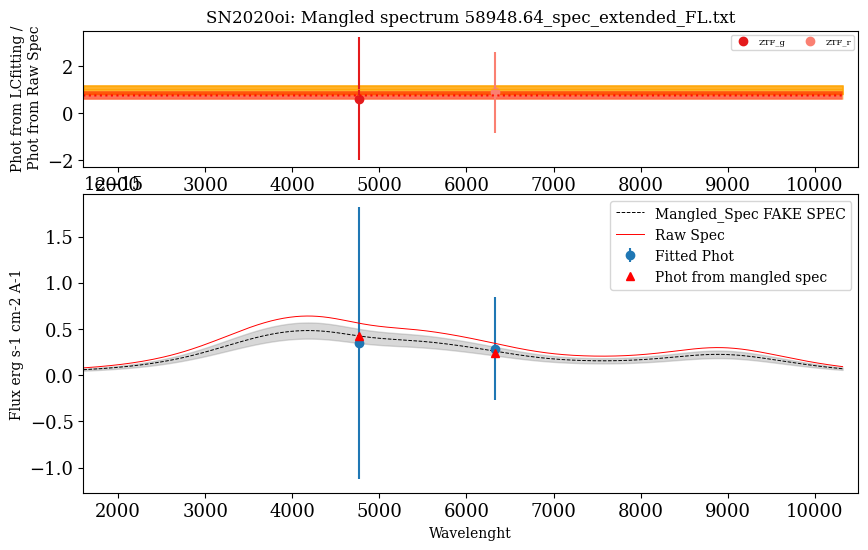 SN2020oi: Mangled spectrum 58948.64_spec_extended_FL.txt
Phot from LCfitting /
Phot from Raw Spec
ZTF_g ZTF_r
2
0
−2
2000 3000 4000 5000 6000 7000 8000 9000 10000
1e−15
Flux erg s-1 cm-2 A-1
Mangled_Spec FAKE SPEC
Raw Spec
Fitted Phot
Phot from mangled spec
1.5
1.0
0.5
0.0
−0.5
−1.0
2000 3000 4000 5000 6000 7000 8000 9000 10000
Wavelenght